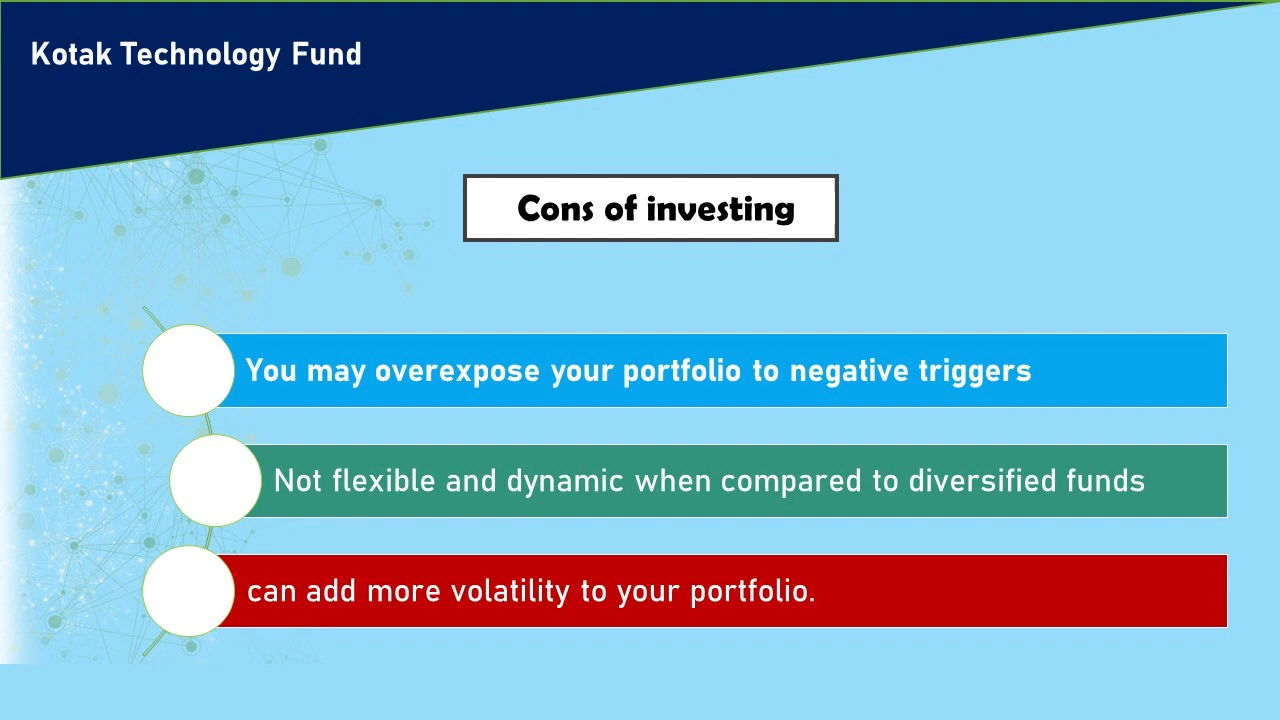 Kotak Technology Fund
Cons of investing
You may overexpose your portfolio to negative triggers
Not flexible and dynamic when compared to diversified funds
can add more volatility to your portfolio.